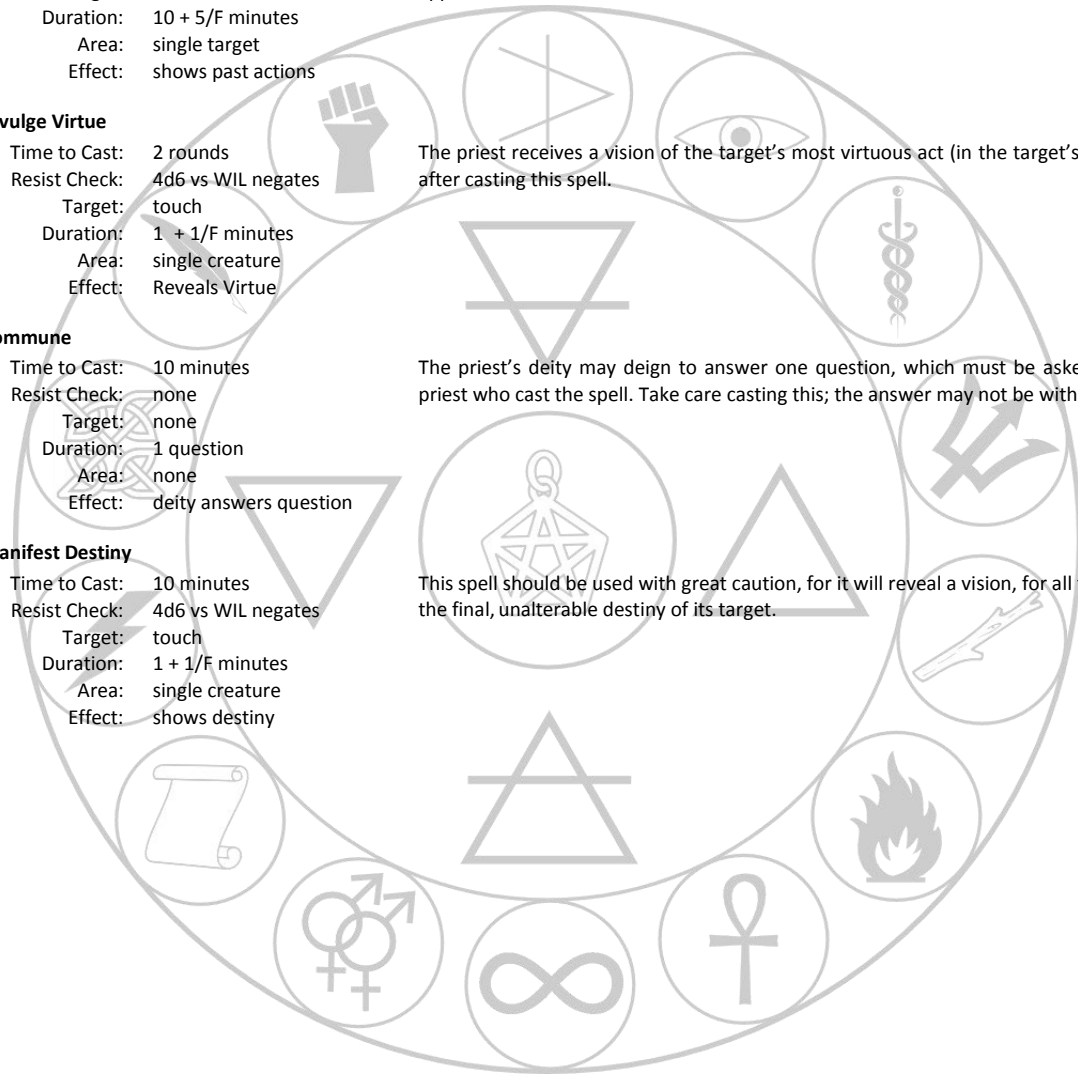 Duration: 10 + 5/F minutes
Area: single target
Effect: shows past actions
vulge Virtue
Time to Cast: 2 rounds
Resist Check: 4d6 vs WIL negates
Target: touch
Duration: 1 + 1/F minutes
Area: single creature
Effect: Reveals Virtue
The priest receives a vision of the target's most virtuous act (in the target's
after casting this spell.
ommune
Time to Cast: 10 minutes
Resist Check: none
Target: none
Duration: 1 question
Area: none
Effect: deity answers question
The priest's deity may deign to answer one question, which must be aske
priest who cast the spell. Take care casting this; the answer may not be with
anifest Destiny
Time to Cast: 10 minutes
Resist Check: 4d6 vs WIL negates
Target: touch
Duration: 1 + 1/F minutes
Area: single creature
Effect: shows destiny
This spell should be used with great caution, for it will reveal a vision, for all
the final, unalterable destiny of its target.